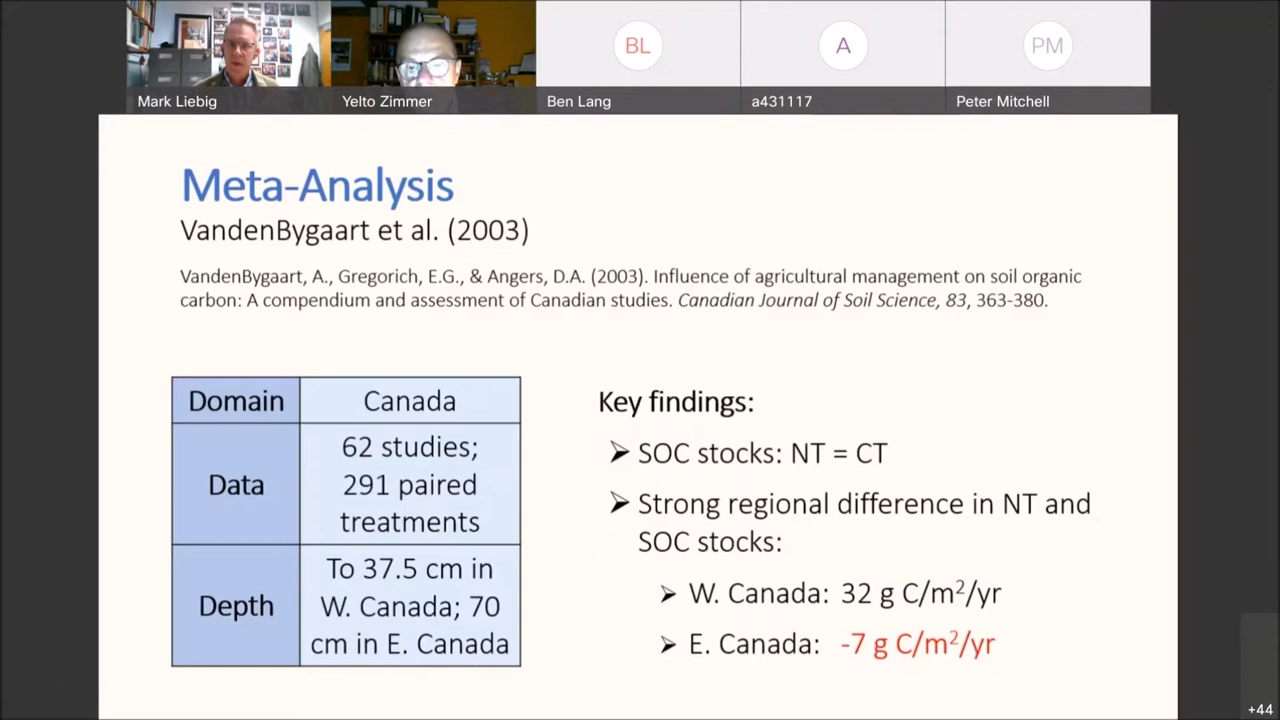 BL
A
PM
Mark Liebig
Yelto Zimmer
Ben Lang
a431117
Peter Mitchell
Meta-Analysis
VandenBygaart et al. (2003)
VandenBygaart, A., Gregorich, E.G., & Angers, D.A. (2003). Influence of agricultural management on soil organic
carbon: A compendium and assessment of Canadian studies. Canadian Journal of Soil Science, 83, 363-380.
Domain
Canada
Data
62 studies;
291 paired
treatments
Depth
To 37.5 cm in
W. Canada; 70
cm in E. Canada
Key findings:
➢ SOC stocks: NT = CT
➢ Strong regional difference in NT and
SOC stocks:
➢ W. Canada: 32 g C/m²/yr
➢ E. Canada: -7 g C/m²/yr
+44